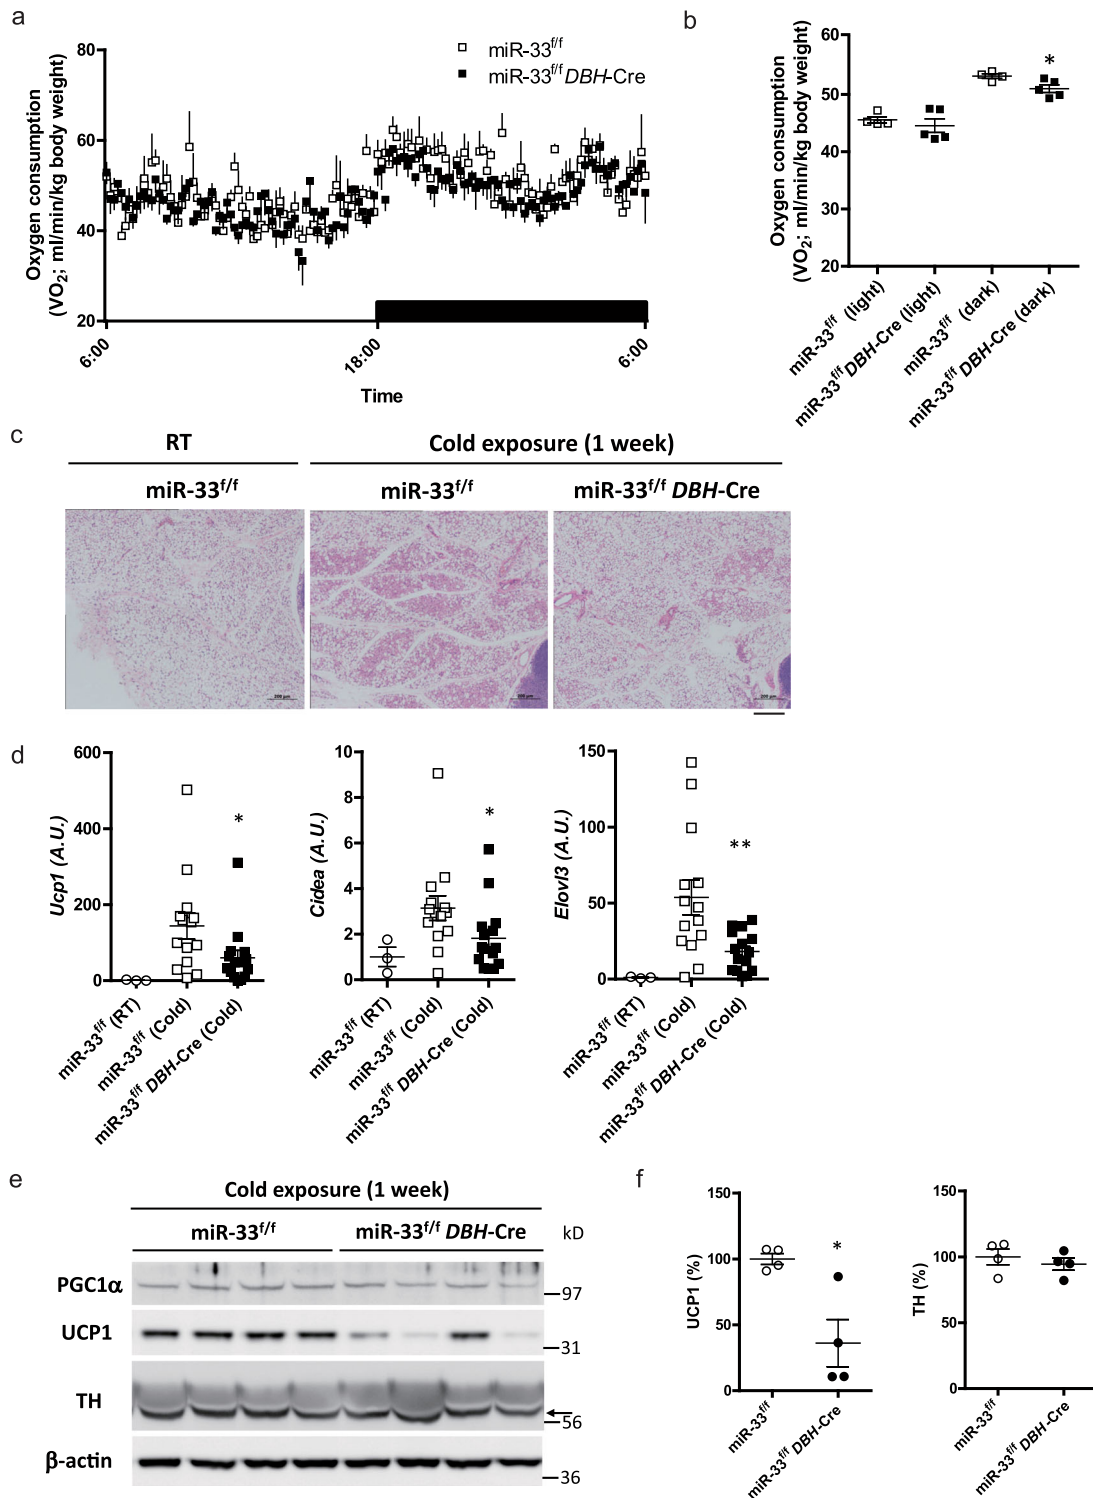 a
Oxygen consumption
(VO₂; ml/min/kg body weight)
80
60
40
20
miR-33f/f
miR-33f/f DBH-Cre
6:00
18:00
6:00
Time
b
Oxygen consumption
(VO₂; ml/min/kg body weight)
60
50
40
30
20
*
miR-33f/f (light)
miR-33f/f DBH-Cre (light)
miR-33f/f (dark)
miR-33f/f DBH-Cre (dark)
c
RT
Cold exposure (1 week)
miR-33f/f
miR-33f/f
miR-33f/f DBH-Cre
200 µm
200 µm
200 µm
d
Ucp1 (A.U.)
600
400
200
0
*
miR-33f/f (RT)
miR-33f/f (Cold)
miR-33f/f DBH-Cre (Cold)
Cidea (A.U.)
10
8
6
4
2
0
*
miR-33f/f (RT)
miR-33f/f (Cold)
miR-33f/f DBH-Cre (Cold)
Elovl3 (A.U.)
150
100
50
0
**
miR-33f/f (RT)
miR-33f/f (Cold)
miR-33f/f DBH-Cre (Cold)
e
Cold exposure (1 week)
miR-33f/f
miR-33f/f DBH-Cre
kD
PGC1α
97
UCP1
31
TH
56
β-actin
36
f
UCP1 (%)
150
100
50
0
*
miR-33f/f
miR-33f/f DBH-Cre
TH (%)
150
100
50
0
miR-33f/f
miR-33f/f DBH-Cre